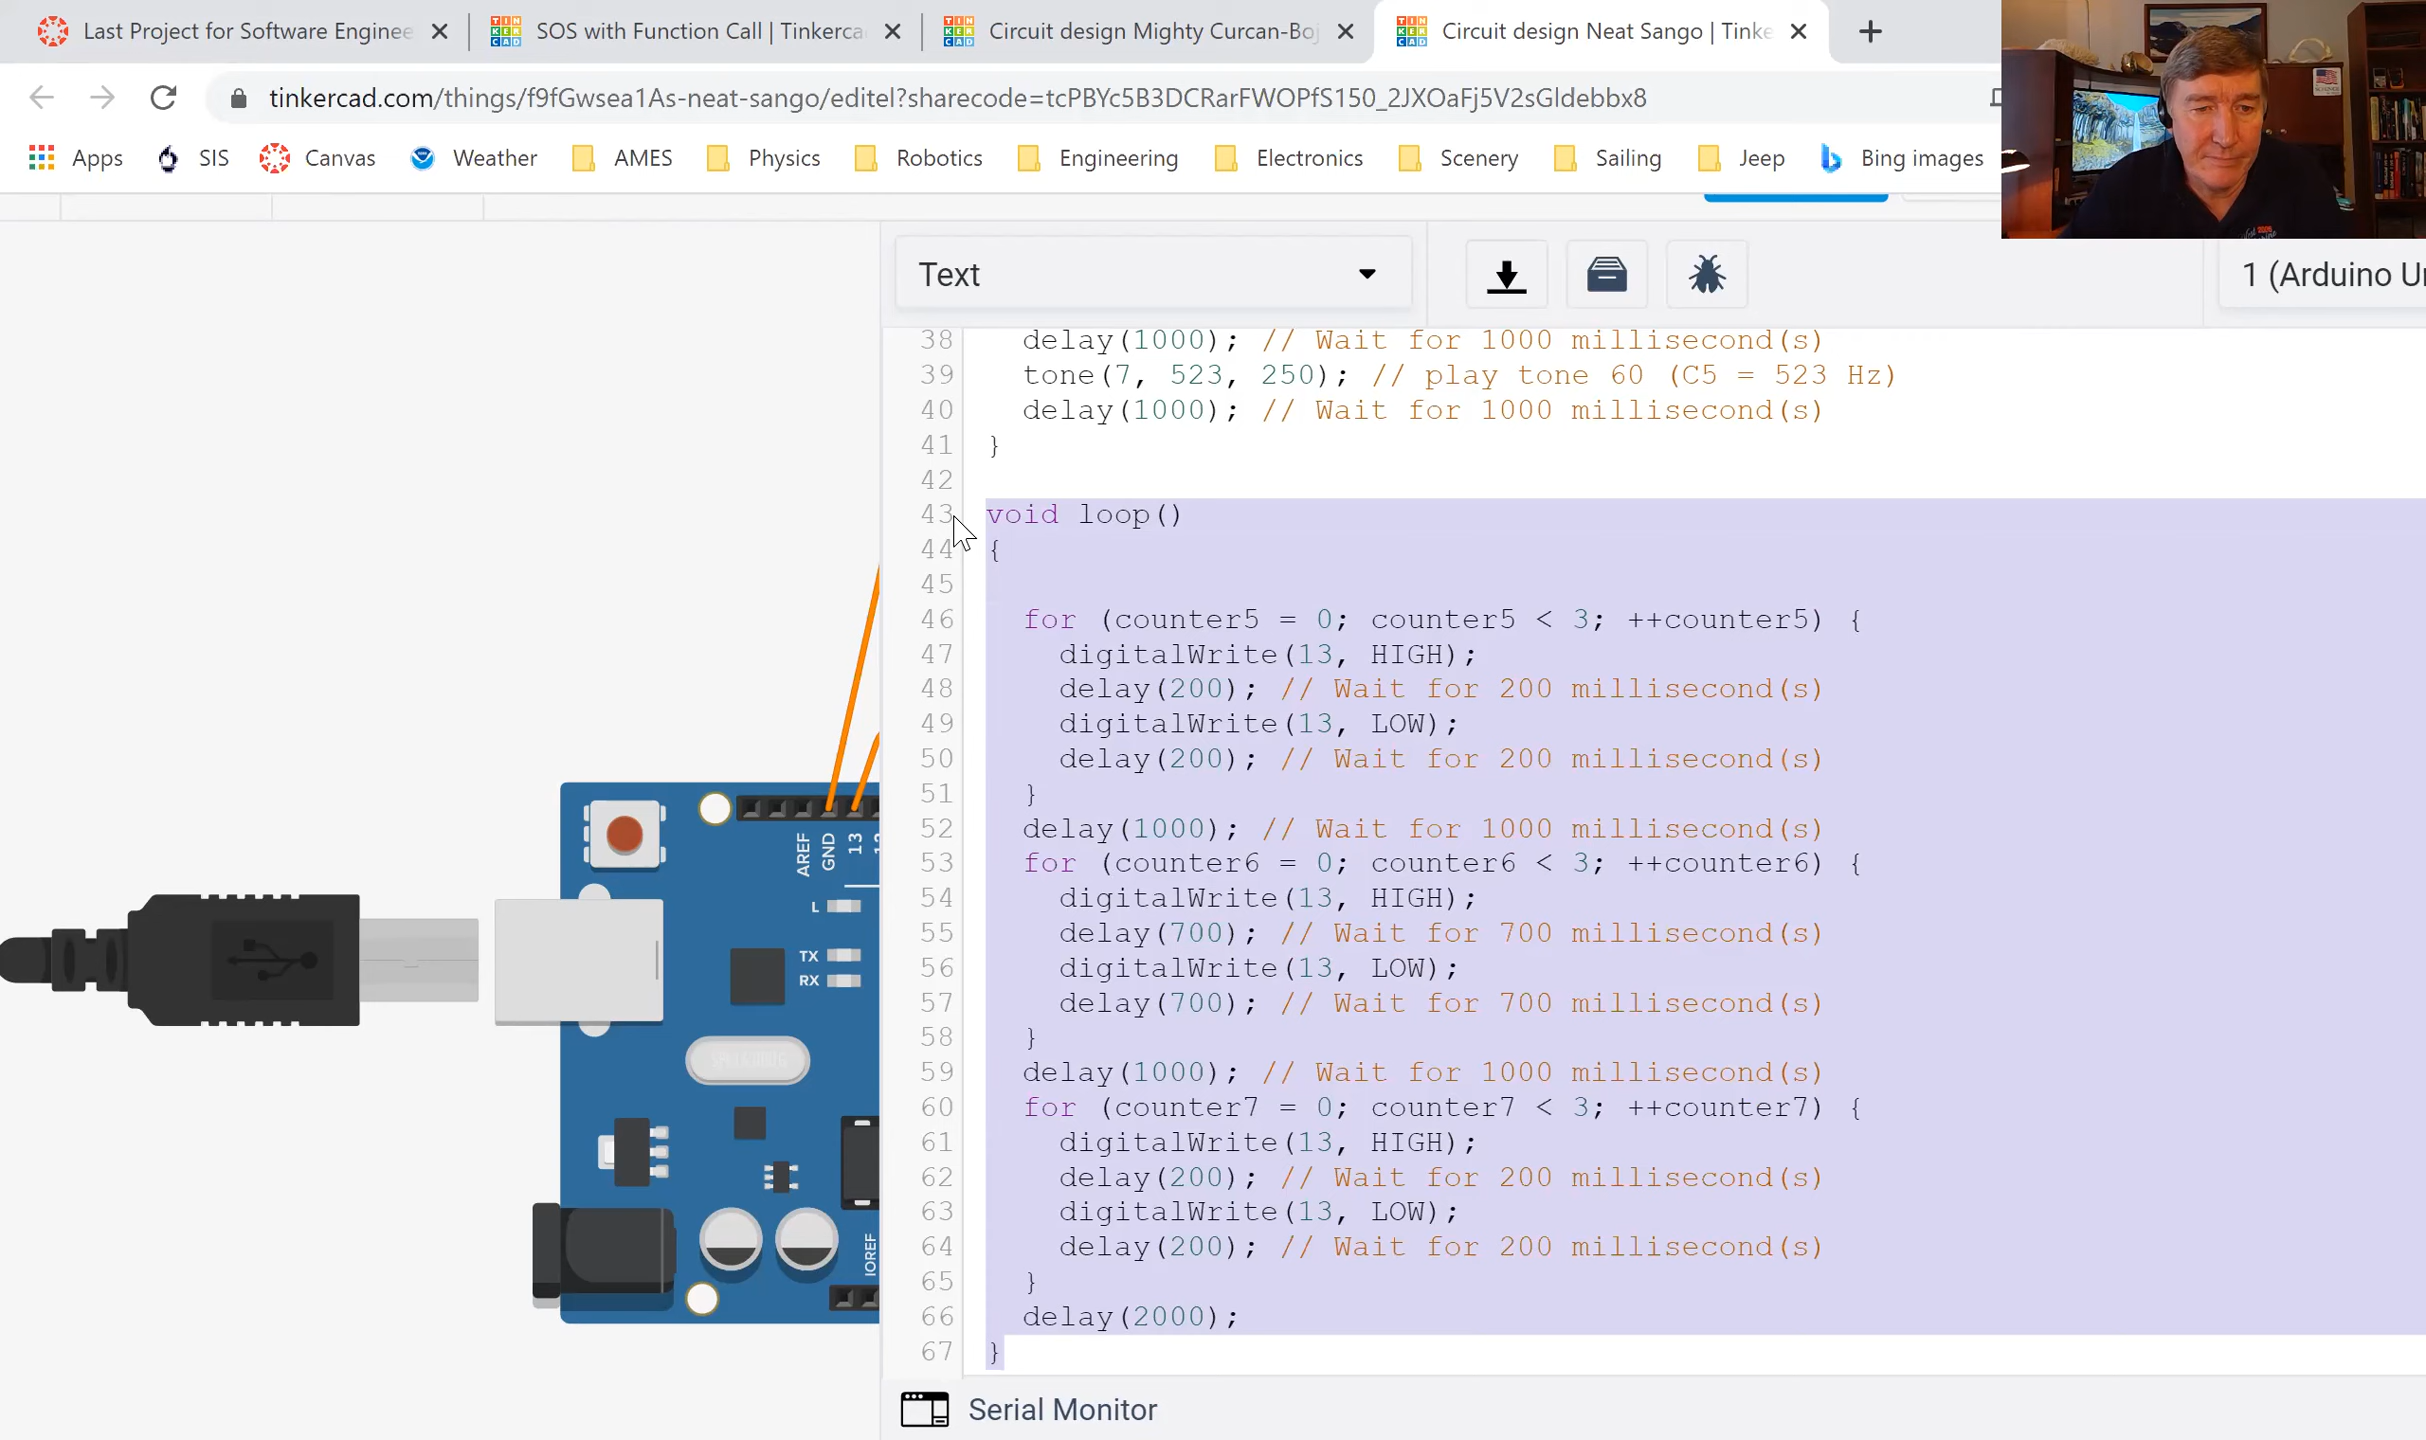 Last Project for Software Enginee
SOS with Function Call | Tinkerca
Circuit design Mighty Curcan-Boj
Circuit design Neat Sango | Tinke
tinkercad.com/things/f9fGwsea1As-neat-sango/editel?sharecode=tcPBYc5B3DCRarFWOPfS150_2JXOaFj5V2sGldebbx8
Apps SIS Canvas Weather AMES Physics Robotics Engineering Electronics Scenery Sailing Jeep Bing images
Text
1 (Arduino Un
38 delay(1000); // Wait for 1000 millisecond(s)
39 tone(7, 523, 250); // play tone 60 (C5 = 523 Hz)
40 delay(1000); // Wait for 1000 millisecond(s)
41 }
42
43 void loop()
44 {
45
46 for (counter5 = 0; counter5 < 3; ++counter5) {
47 digitalWrite(13, HIGH);
48 delay(200); // Wait for 200 millisecond(s)
49 digitalWrite(13, LOW);
50 delay(200); // Wait for 200 millisecond(s)
51 }
52 delay(1000); // Wait for 1000 millisecond(s)
53 for (counter6 = 0; counter6 < 3; ++counter6) {
54 digitalWrite(13, HIGH);
55 delay(700); // Wait for 700 millisecond(s)
56 digitalWrite(13, LOW);
57 delay(700); // Wait for 700 millisecond(s)
58 }
59 delay(1000); // Wait for 1000 millisecond(s)
60 for (counter7 = 0; counter7 < 3; ++counter7) {
61 digitalWrite(13, HIGH);
62 delay(200); // Wait for 200 millisecond(s)
63 digitalWrite(13, LOW);
64 delay(200); // Wait for 200 millisecond(s)
65 }
66 delay(2000);
67 }
AREF
GND
13
L
TX
RX
IOREF
Serial Monitor